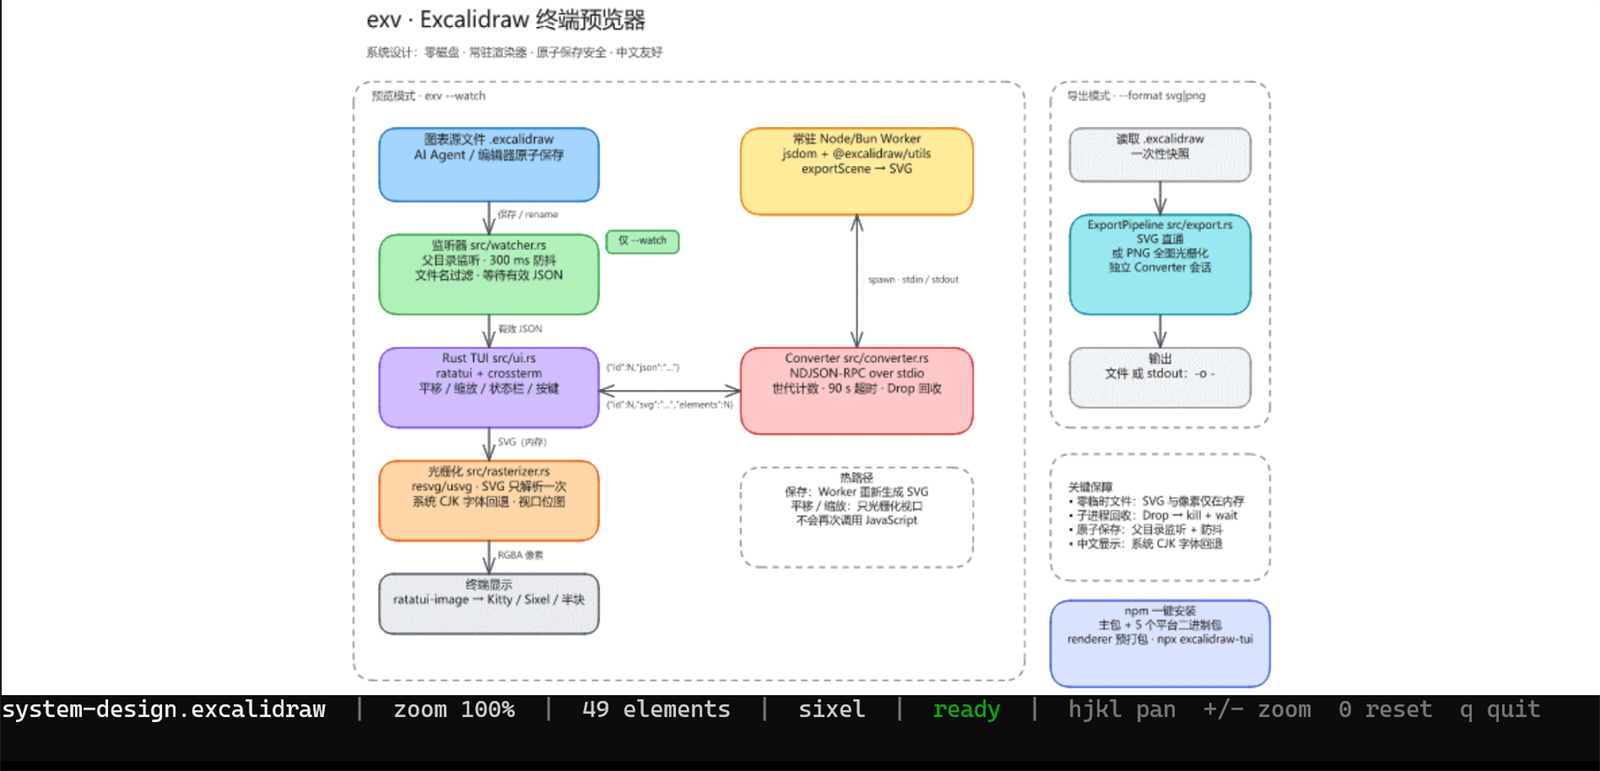 exv · Excalidraw 终端预览器
系统设计：零磁盘 · 常驻渲染器 · 原子保存安全 · 中文友好
预览模式 · exv --watch
图表源文件 .excalidraw
AI Agent / 编辑器原子保存
保存 / rename
监听器 src/watcher.rs
父目录监听 · 300 ms 防抖
文件名过滤 · 等待有效 JSON
仅 --watch
有效 JSON
Rust TUI src/ui.rs
ratatui + crossterm
平移 / 缩放 / 状态栏 / 按键
{"id":N,"json":"..."}
{"id":N,"svg":"...","elements":N}
SVG（内存）
光栅化 src/rasterizer.rs
resvg/usvg · SVG 只解析一次
系统 CJK 字体回退 · 视口位图
RGBA 像素
终端显示
ratatui-image → Kitty / Sixel / 半块
常驻 Node/Bun Worker
jsdom + @excalidraw/utils
exportScene → SVG
spawn · stdin / stdout
Converter src/converter.rs
NDJSON-RPC over stdio
世代计数 · 90 s 超时 · Drop 回收
热路径
保存：Worker 重新生成 SVG
平移 / 缩放：只光栅化视口
不会再次调用 JavaScript
导出模式 · --format svg|png
读取 .excalidraw
一次性快照
ExportPipeline src/export.rs
SVG 直通
或 PNG 全面光栅化
独立 Converter 会话
输出
文件 或 stdout：-o -
关键保障
• 零临时文件：SVG 与像素仅在内存
• 子进程回收：Drop → kill + wait
• 原子保存：父目录监听 + 防抖
• 中文显示：系统 CJK 字体回退
npm 一键安装
主包 + 5 个平台二进制包
renderer 预打包 · npx excalidraw-tui
system-design.excalidraw | zoom 100% | 49 elements | sixel | ready | hjkl pan +/- zoom 0 reset q quit